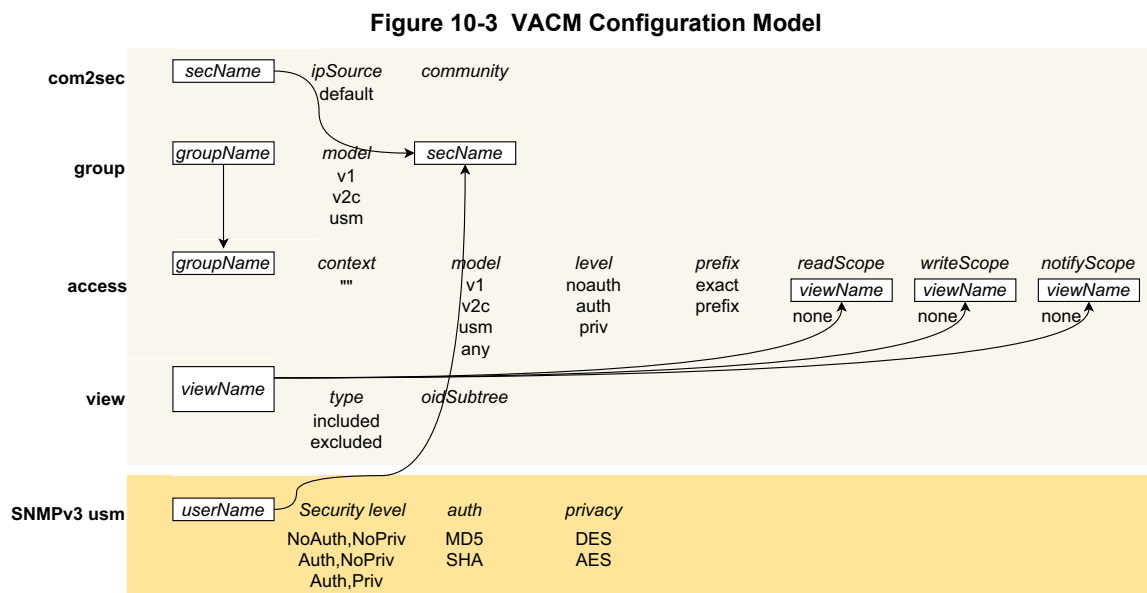 Figure 10-3 VACM Configuration Model
com2sec secName ipSource community
default
group groupName model secName
v1
v2c
usm
access groupName context model level prefix readScope writeScope notifyScope
"" v1 noauth exact viewName viewName viewName
v2c auth prefix none none none
usm priv
any
view viewName type oidSubtree
included
excluded
SNMPv3 usm userName Security level auth privacy
NoAuth,NoPriv MD5 DES
Auth,NoPriv SHA AES
Auth,Priv